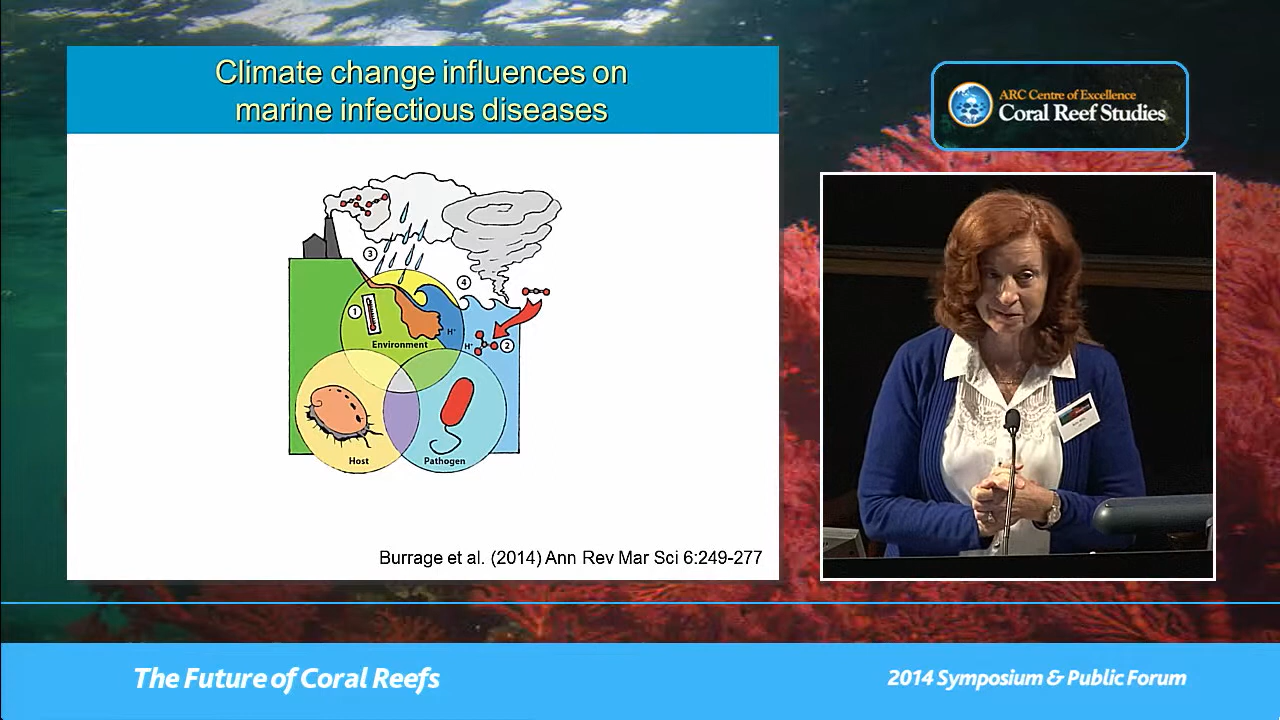 Climate change influences on
marine infectious diseases
3
4
1
H⁺
Environment
H⁺
2
Host
Pathogen
Burrage et al. (2014) Ann Rev Mar Sci 6:249-277
ARC Centre of Excellence
Coral Reef Studies
The Future of Coral Reefs
2014 Symposium & Public Forum